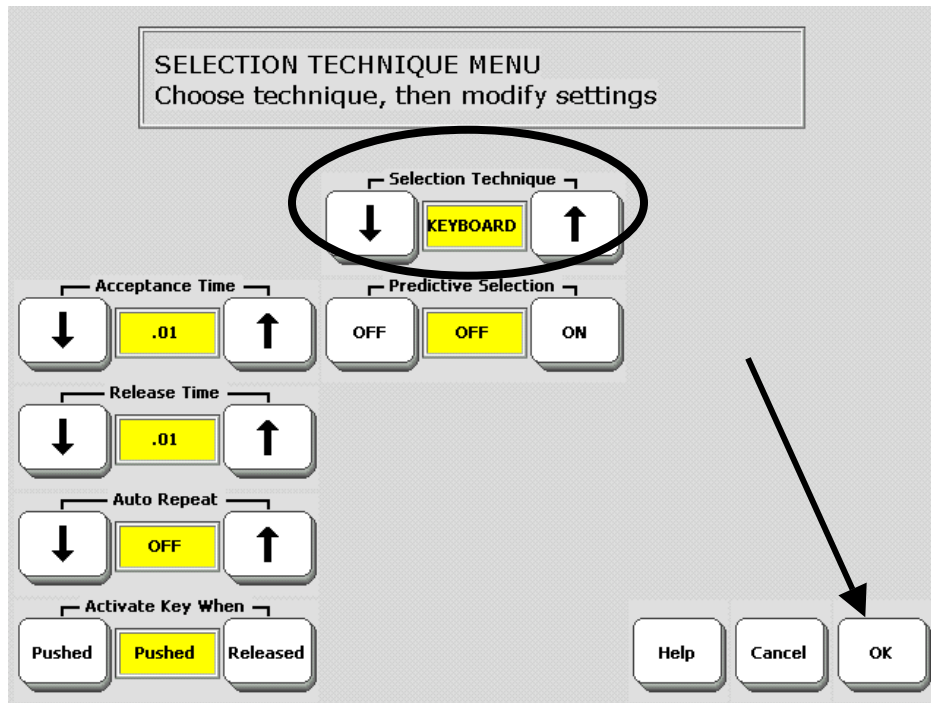 SELECTION TECHNIQUE MENU
Choose technique, then modify settings
Selection Technique
KEYBOARD
Acceptance Time
.01
Predictive Selection
OFF OFF ON
Release Time
.01
Auto Repeat
OFF
Activate Key When
Pushed Pushed Released
Help Cancel OK